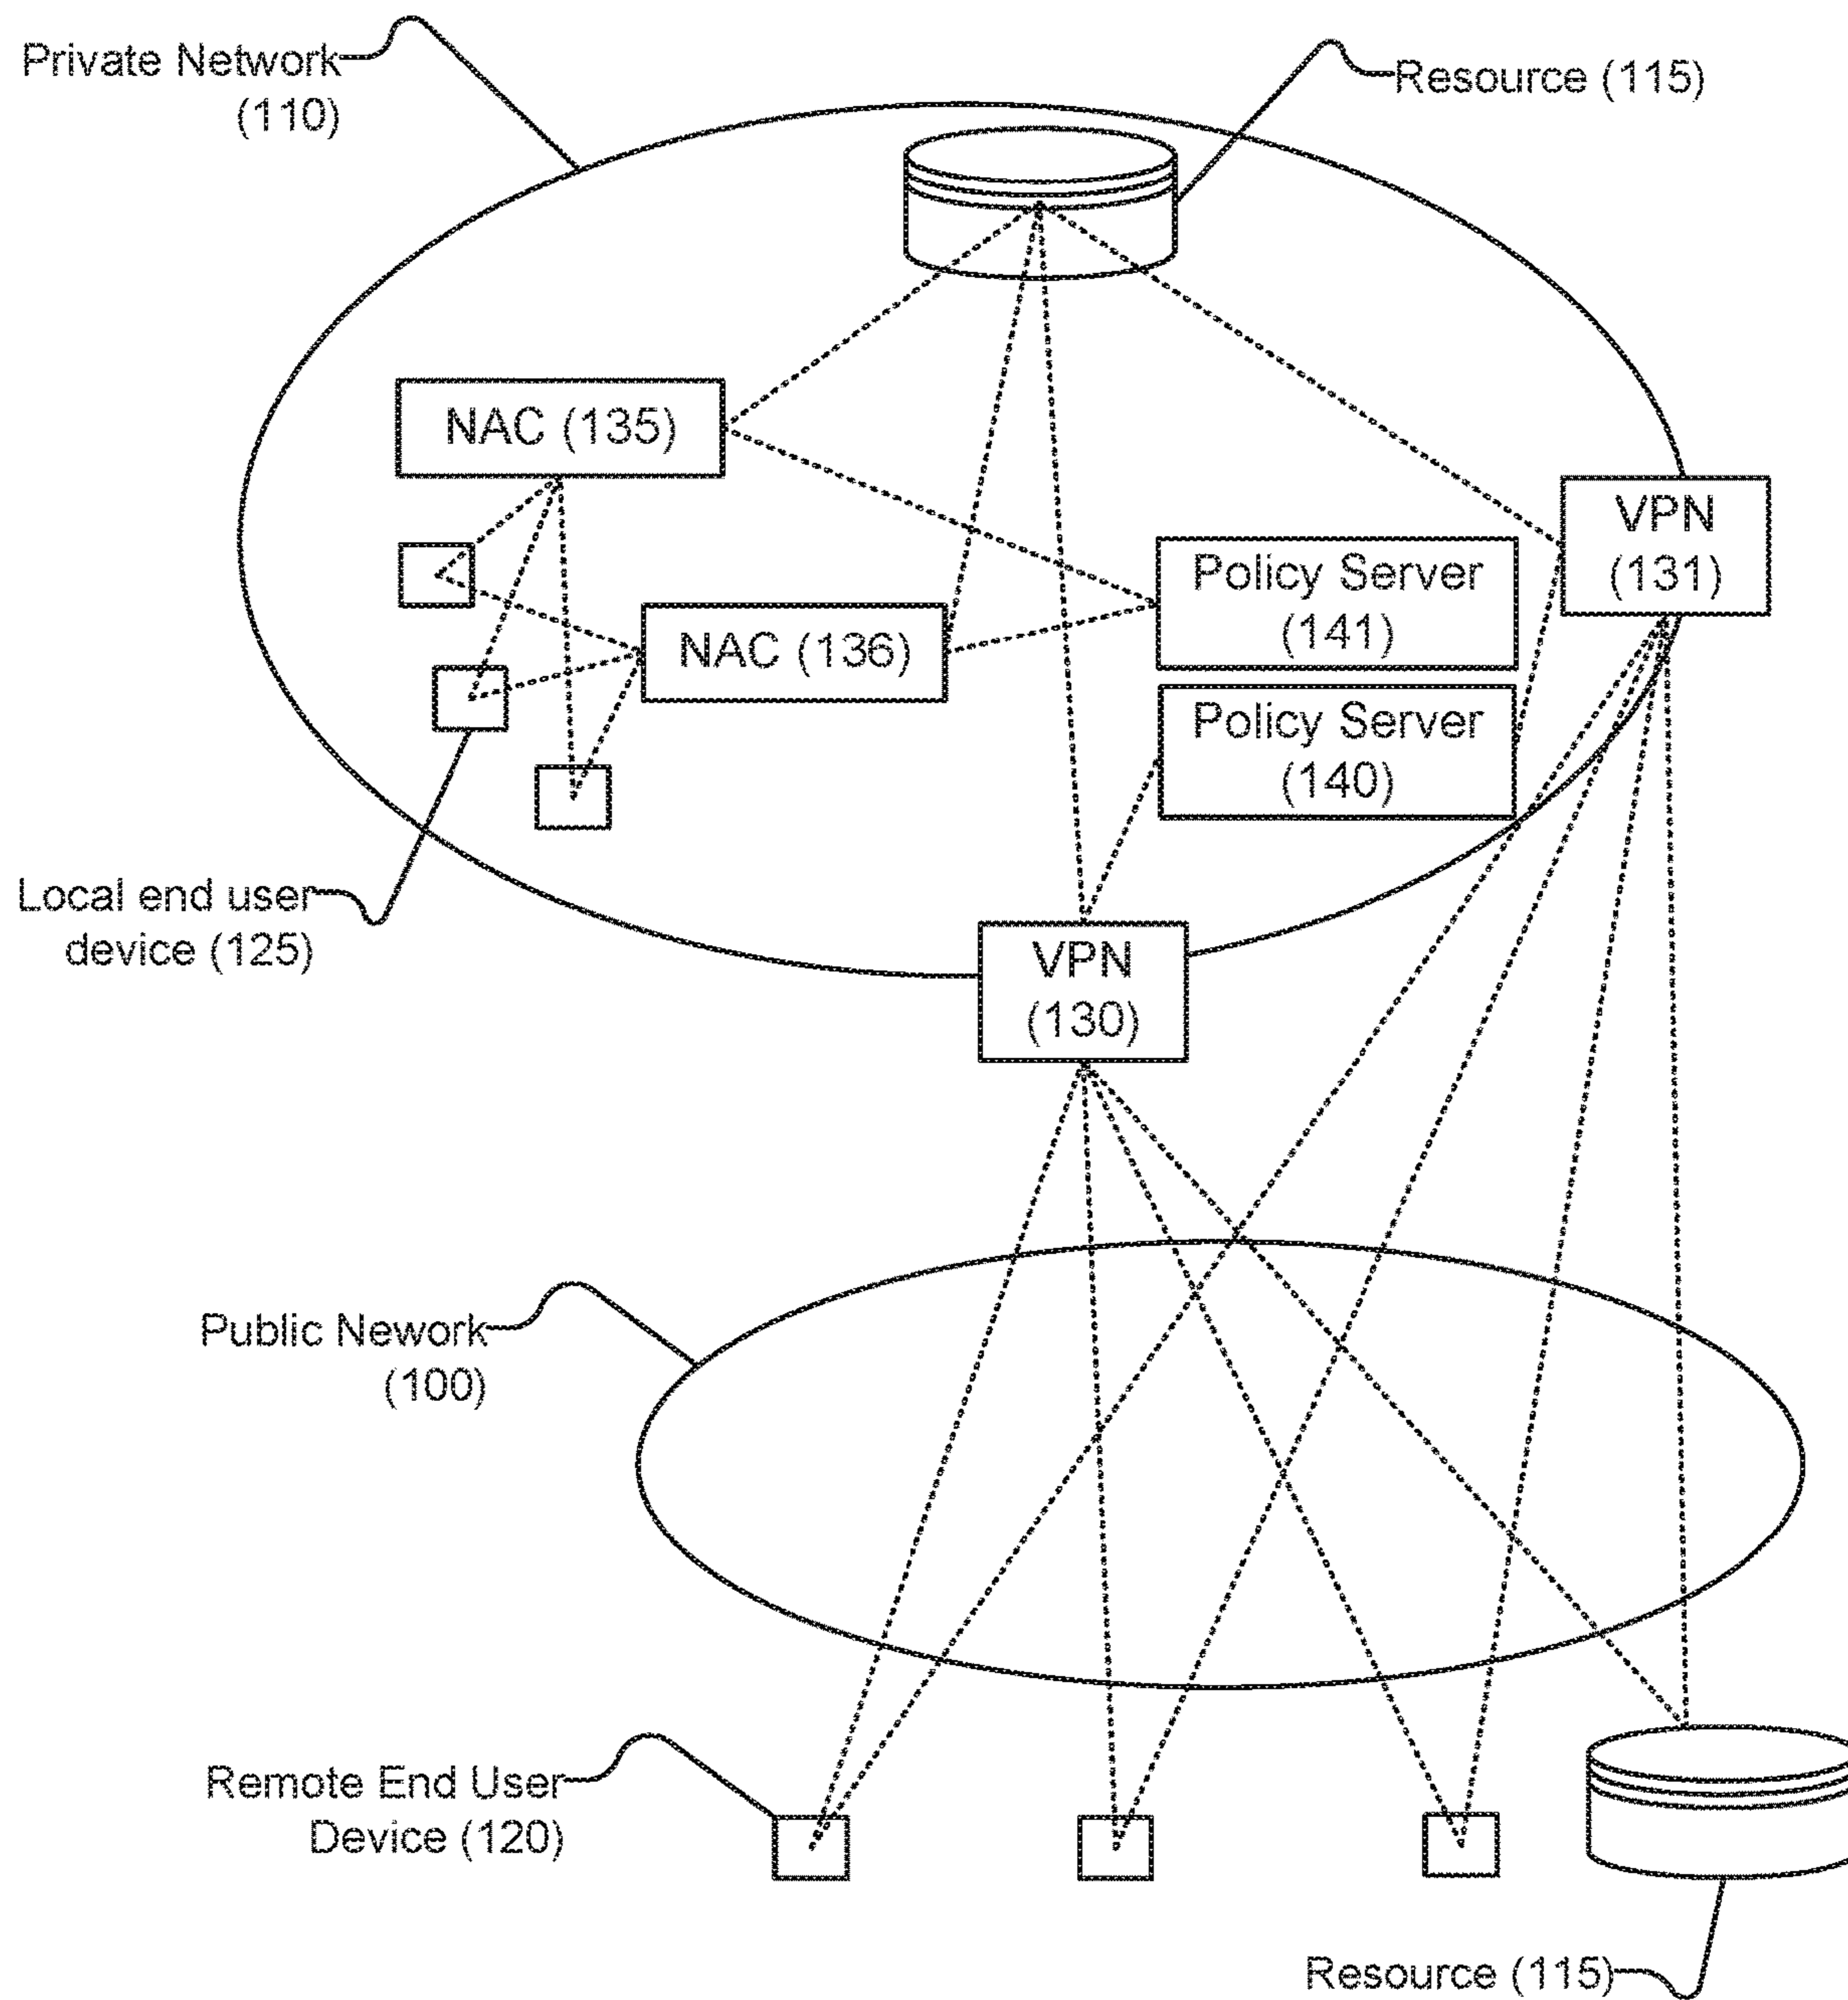 Private Network
(110)
Resource (115)
NAC (135)
VPN
(131)
Policy Server
(141)
NAC (136)
Policy Server
(140)
Local end user
device (125)
VPN
(130)
Public Nework
(100)
Remote End User
Device (120)
Resource (115)